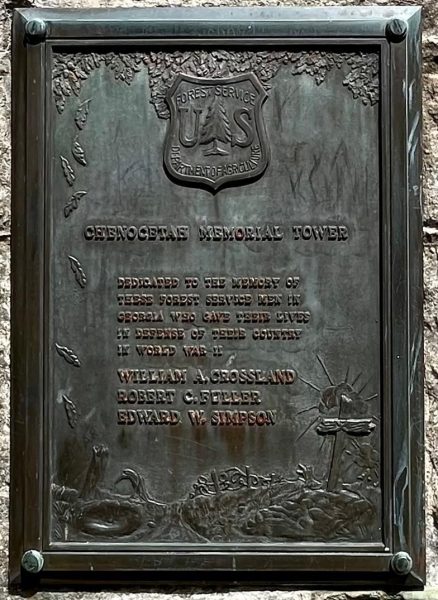 FOREST SERVICE
US
DEPARTMENT OF AGRICULTURE
CHENOCETAH MEMORIAL TOWER
DEDICATED TO THE MEMORY OF
THESE FOREST SERVICE MEN IN
GEORGIA WHO GAVE THEIR LIVES
IN DEFENSE OF THEIR COUNTRY
IN WORLD WAR II
WILLIAM A. CROSSLAND
ROBERT C. FULLER
EDWARD W. SIMPSON